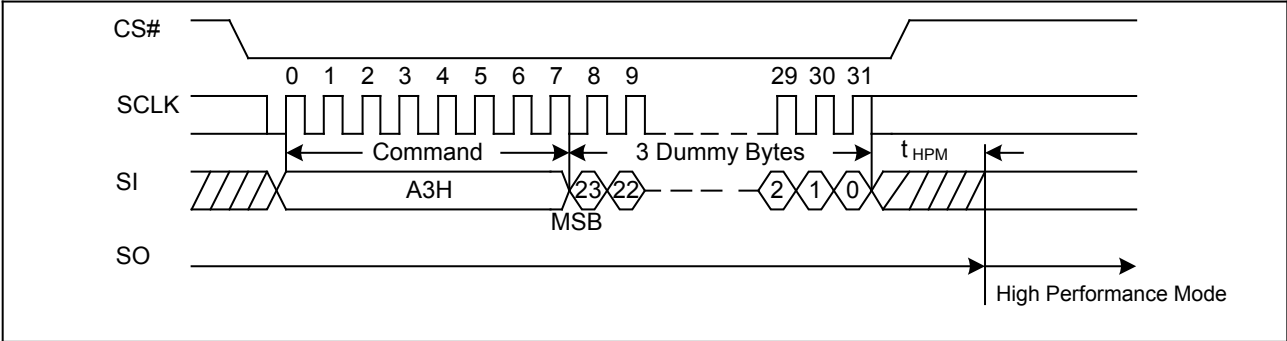 CS#
0 1 2 3 4 5 6 7 8 9 29 30 31
SCLK
Command 3 Dummy Bytes tHPM
SI A3H 23 22 2 1 0
MSB
SO
High Performance Mode